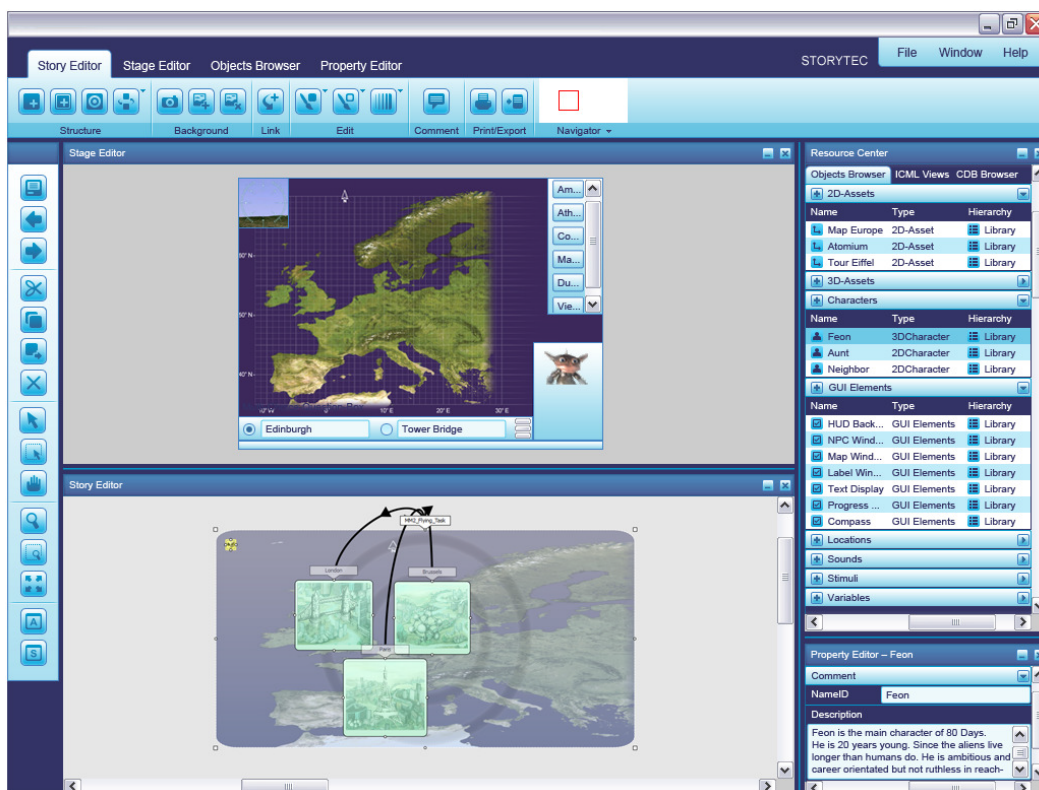 STORYTEC
File Window Help
Story Editor Stage Editor Objects Browser Property Editor
Structure Background Link Edit Comment Print/Export Navigator
Stage Editor
Am...
Ath...
Co...
Ma...
Du...
Vie...
50° N
40° N
0° 10° E 20° E 30° E
Edinburgh Tower Bridge
Story Editor
MM2_Flying_Task
London Brussels
Paris
Resource Center
Objects Browser ICML Views CDB Browser
2D-Assets
Name Type Hierarchy
Map Europe 2D-Asset Library
Atomium 2D-Asset Library
Tour Eiffel 2D-Asset Library
3D-Assets
Characters
Name Type Hierarchy
Feon 3DCharacter Library
Aunt 2DCharacter Library
Neighbor 2DCharacter Library
GUI Elements
Name Type Hierarchy
HUD Back... GUI Elements Library
NPC Wind... GUI Elements Library
Map Wind... GUI Elements Library
Label Win... GUI Elements Library
Text Display GUI Elements Library
Progress ... GUI Elements Library
Compass GUI Elements Library
Locations
Sounds
Stimuli
Variables
A
S
Property Editor – Feon
Comment
NameID Feon
Description
Feon is the main character of 80 Days.
He is 20 years young. Since the aliens live
longer than humans do. He is ambitious and
career orientated but not ruthless in reach-